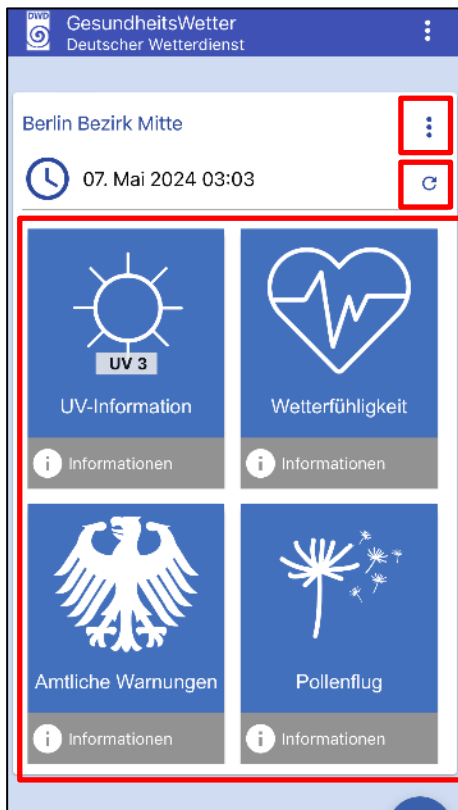 DWD
GesundheitsWetter
Deutscher Wetterdienst
Berlin Bezirk Mitte
07. Mai 2024 03:03
UV 3
UV-Information
Wetterfühligkeit
Informationen
Informationen
Amtliche Warnungen
Pollenflug
Informationen
Informationen